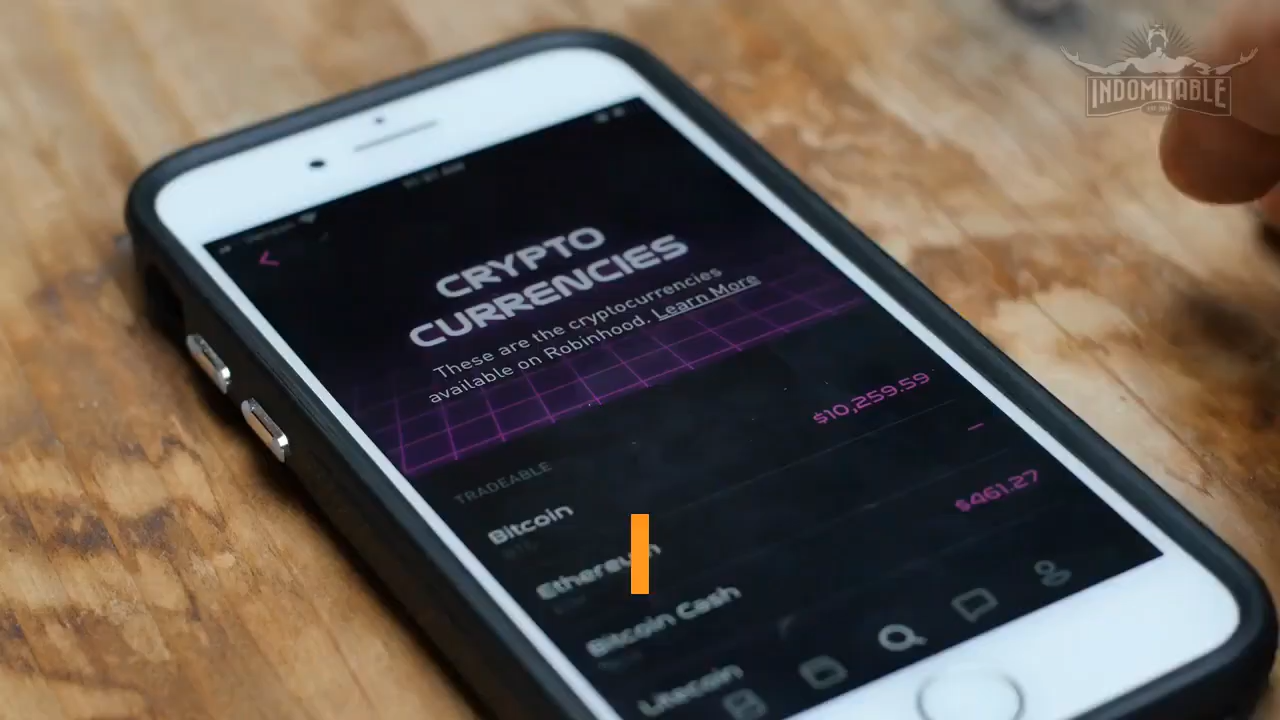 INDOMITABLE
CRYPTO
CURRENCIES
These are the cryptocurrencies
available on Robinhood. Learn More
TRADEABLE
Bitcoin
$10,259.59
Ethereum
Bitcoin Cash
$461.27
Litecoin